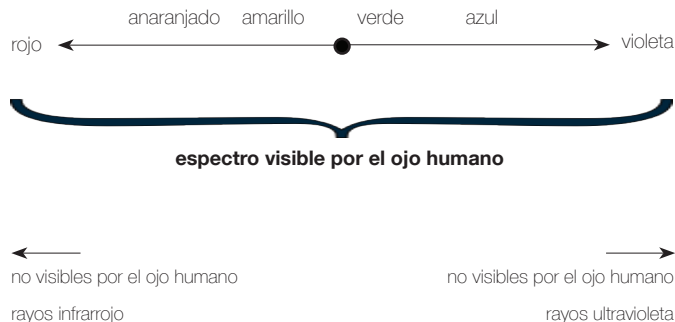 anaranjado amarillo verde azul
rojo violeta
espectro visible por el ojo humano
no visibles por el ojo humano no visibles por el ojo humano
rayos infrarrojo rayos ultravioleta